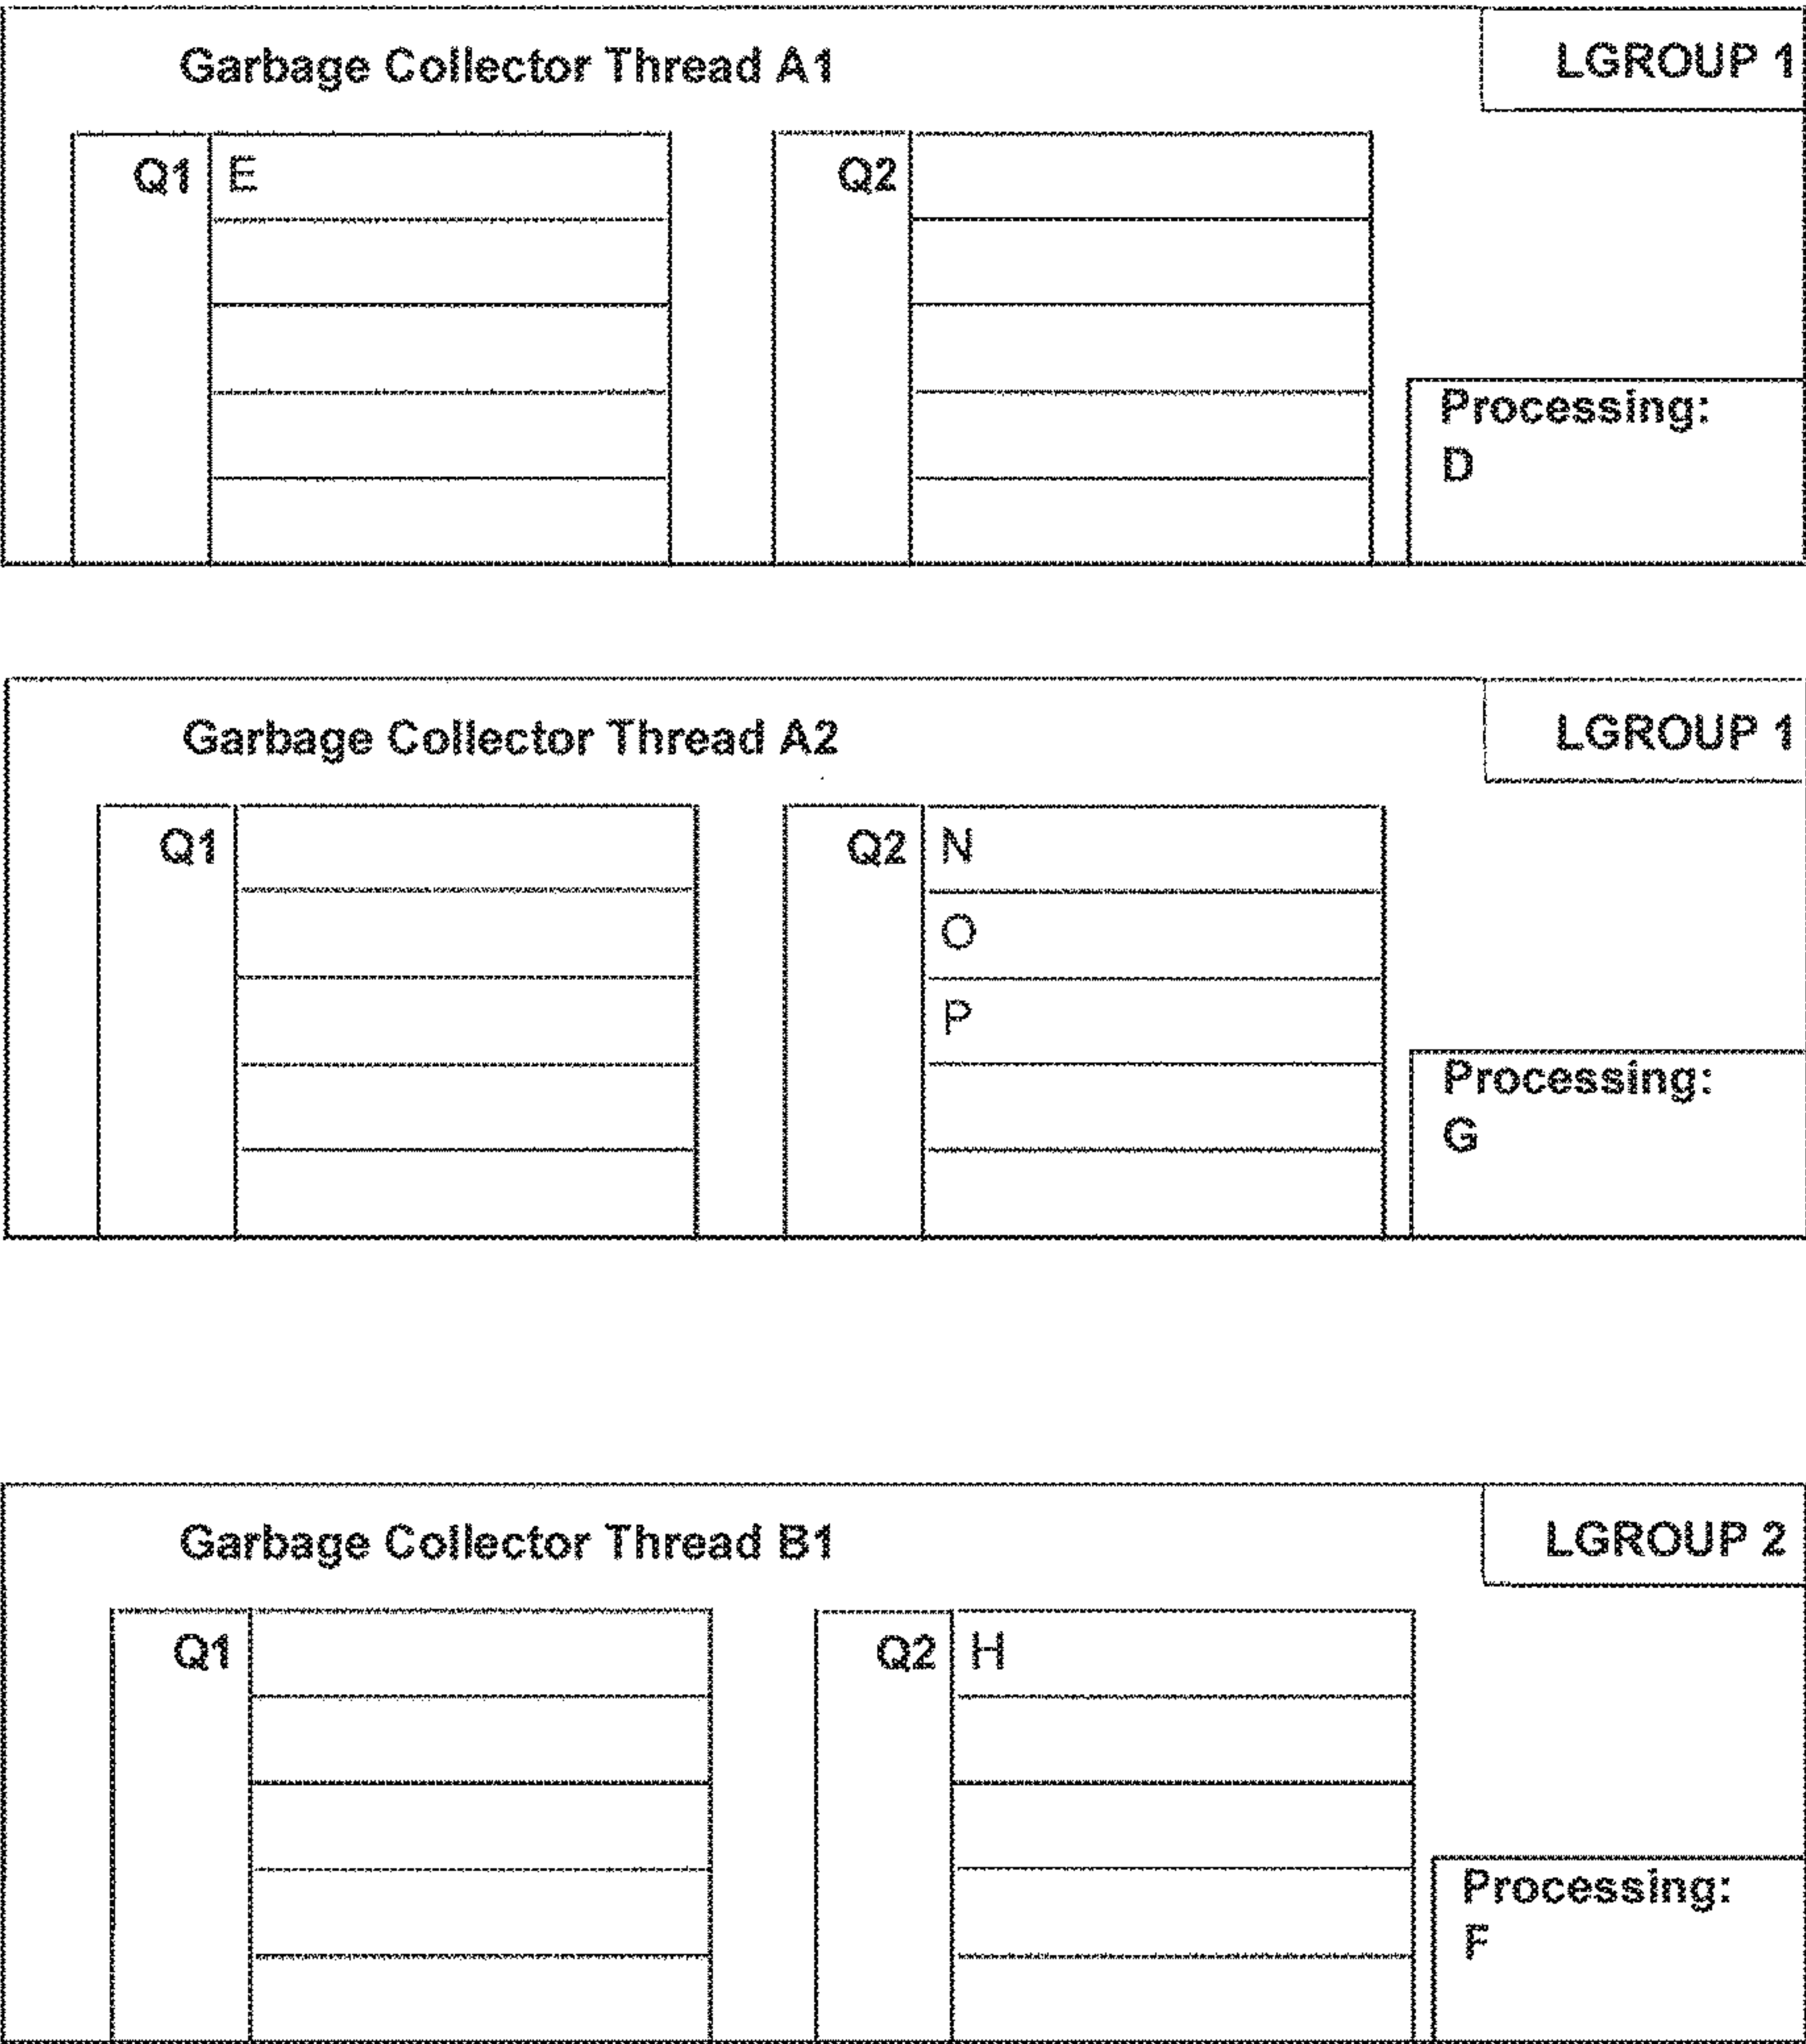 Garbage Collector Thread A1
LGROUP 1
Q1
E
Q2
Processing:
D
Garbage Collector Thread A2
LGROUP 1
Q1
Q2
N
O
P
Processing:
G
Garbage Collector Thread B1
LGROUP 2
Q1
Q2
H
Processing:
F